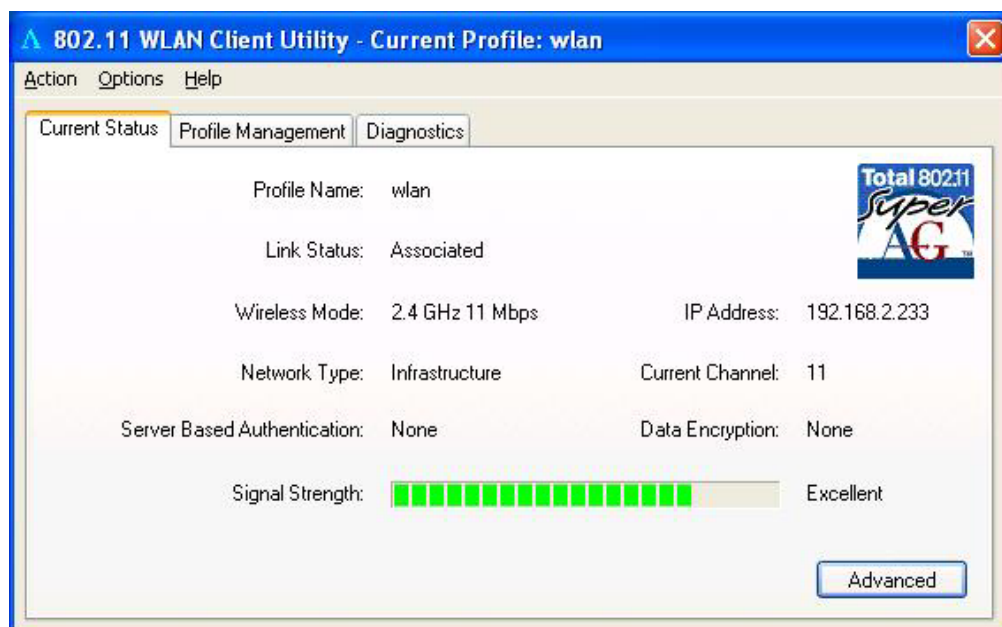 802.11 WLAN Client Utility - Current Profile: wlan
Action Options Help
Current Status Profile Management Diagnostics
Total 802.11
Super
AG
TM
Profile Name: wlan
Link Status: Associated
Wireless Mode: 2.4 GHz 11 Mbps IP Address: 192.168.2.233
Network Type: Infrastructure Current Channel: 11
Server Based Authentication: None Data Encryption: None
Signal Strength: Excellent
Advanced